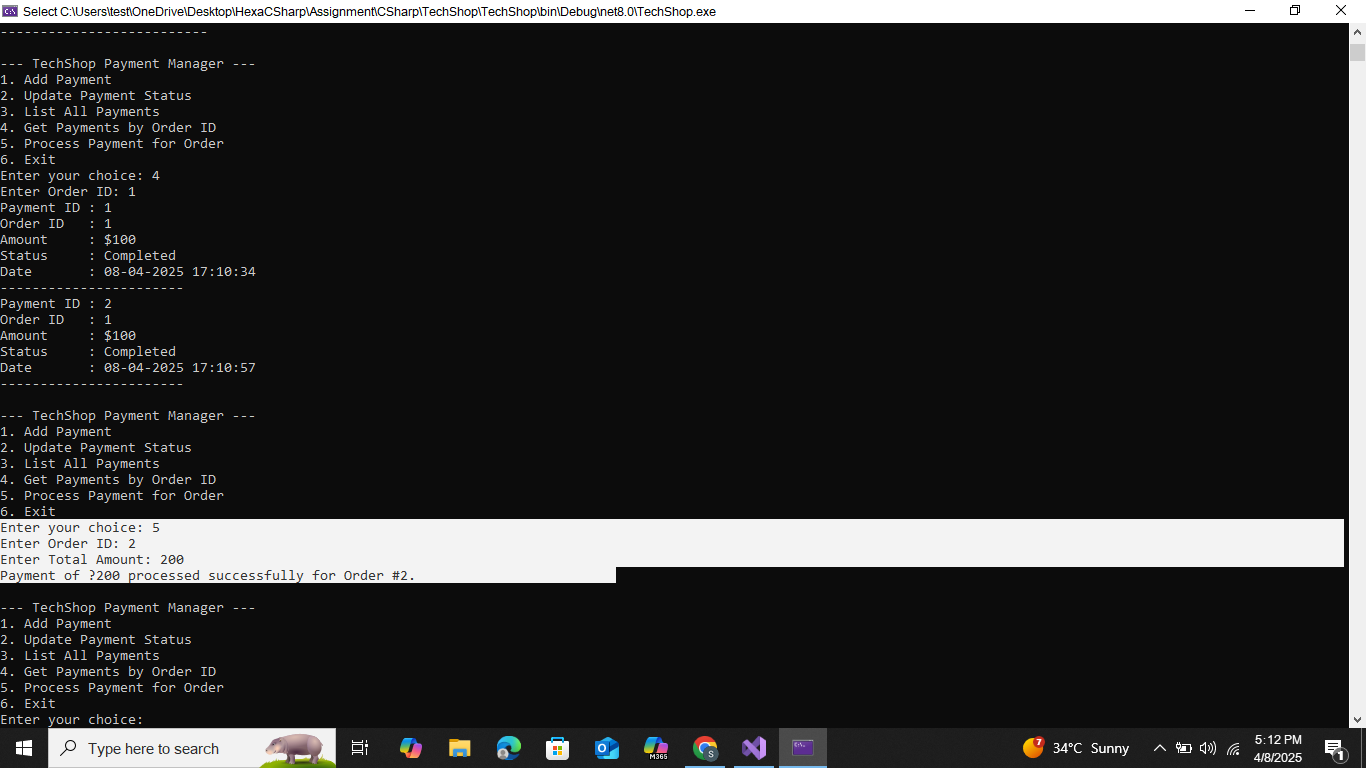 Select C:\Users\test\OneDrive\Desktop\HexaCSharp\Assignment\CSharp\TechShop\TechShop\bin\Debug\net8.0\TechShop.exe
--------------------------
--- TechShop Payment Manager ---
1. Add Payment
2. Update Payment Status
3. List All Payments
4. Get Payments by Order ID
5. Process Payment for Order
6. Exit
Enter your choice: 4
Enter Order ID: 1
Payment ID : 1
Order ID   : 1
Amount     : $100
Status     : Completed
Date       : 08-04-2025 17:10:34
-----------------------
Payment ID : 2
Order ID   : 1
Amount     : $100
Status     : Completed
Date       : 08-04-2025 17:10:57
-----------------------
--- TechShop Payment Manager ---
1. Add Payment
2. Update Payment Status
3. List All Payments
4. Get Payments by Order ID
5. Process Payment for Order
6. Exit
Enter your choice: 5
Enter Order ID: 2
Enter Total Amount: 200
Payment of ?200 processed successfully for Order #2.
--- TechShop Payment Manager ---
1. Add Payment
2. Update Payment Status
3. List All Payments
4. Get Payments by Order ID
5. Process Payment for Order
6. Exit
Enter your choice:
Type here to search
M365
S
7
34°C Sunny
5:12 PM
4/8/2025
1